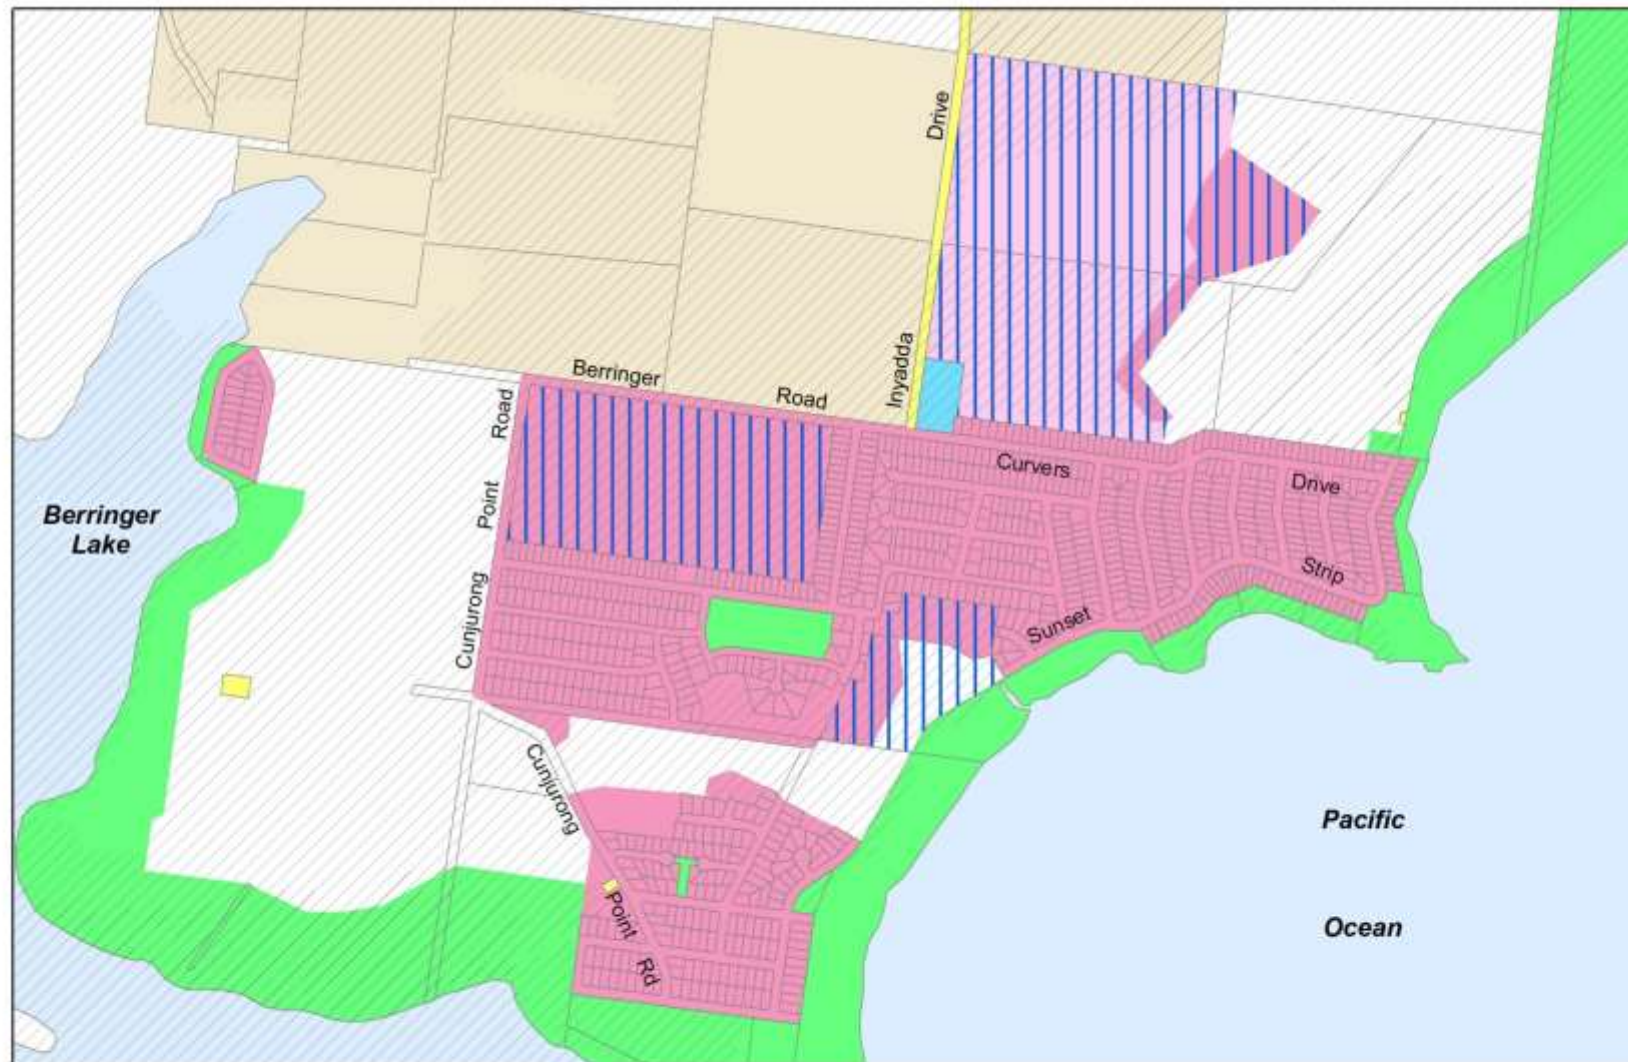 Drive
Inyadda
Berringer
Road
Road
Point
Cunjurong
Curvers
Drive
Strip
Sunset
Berringer
Lake
Cunjurong
Point
Rd
Pacific
Ocean